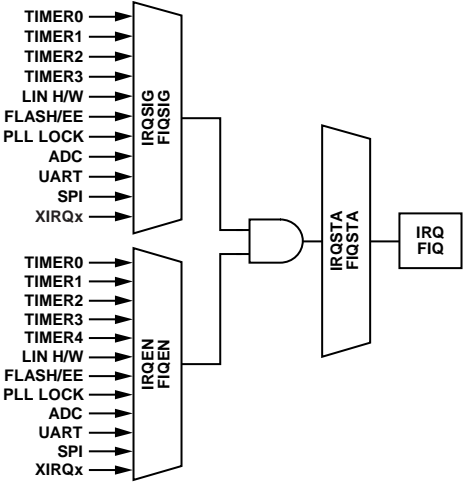 TIMER0
TIMER1
TIMER2
TIMER3
LIN H/W
FLASH/EE
PLL LOCK
ADC
UART
SPI
XIRQx
IRQSIG
FIQSIG
TIMER0
TIMER1
TIMER2
TIMER3
TIMER4
LIN H/W
FLASH/EE
PLL LOCK
ADC
UART
SPI
XIRQx
IRQEN
FIQEN
IRQSTA
FIQSTA
IRQ
FIQ